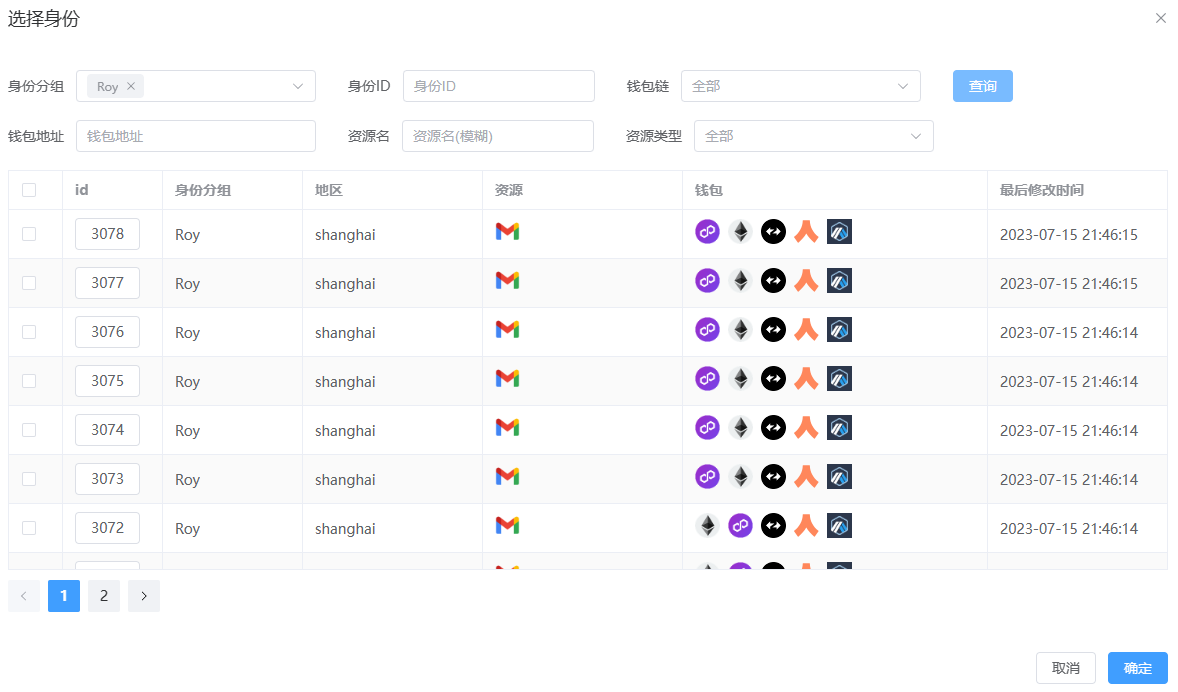 选择身份
身份分组 Roy 身份ID 身份ID 钱包链 全部 查询
钱包地址 钱包地址 资源名 资源名(模糊) 资源类型 全部
id 身份分组 地区 资源 钱包 最后修改时间
3078 Roy shanghai 2023-07-15 21:46:15
3077 Roy shanghai 2023-07-15 21:46:15
3076 Roy shanghai 2023-07-15 21:46:14
3075 Roy shanghai 2023-07-15 21:46:14
3074 Roy shanghai 2023-07-15 21:46:14
3073 Roy shanghai 2023-07-15 21:46:14
3072 Roy shanghai 2023-07-15 21:46:14
1 2
取消 确定